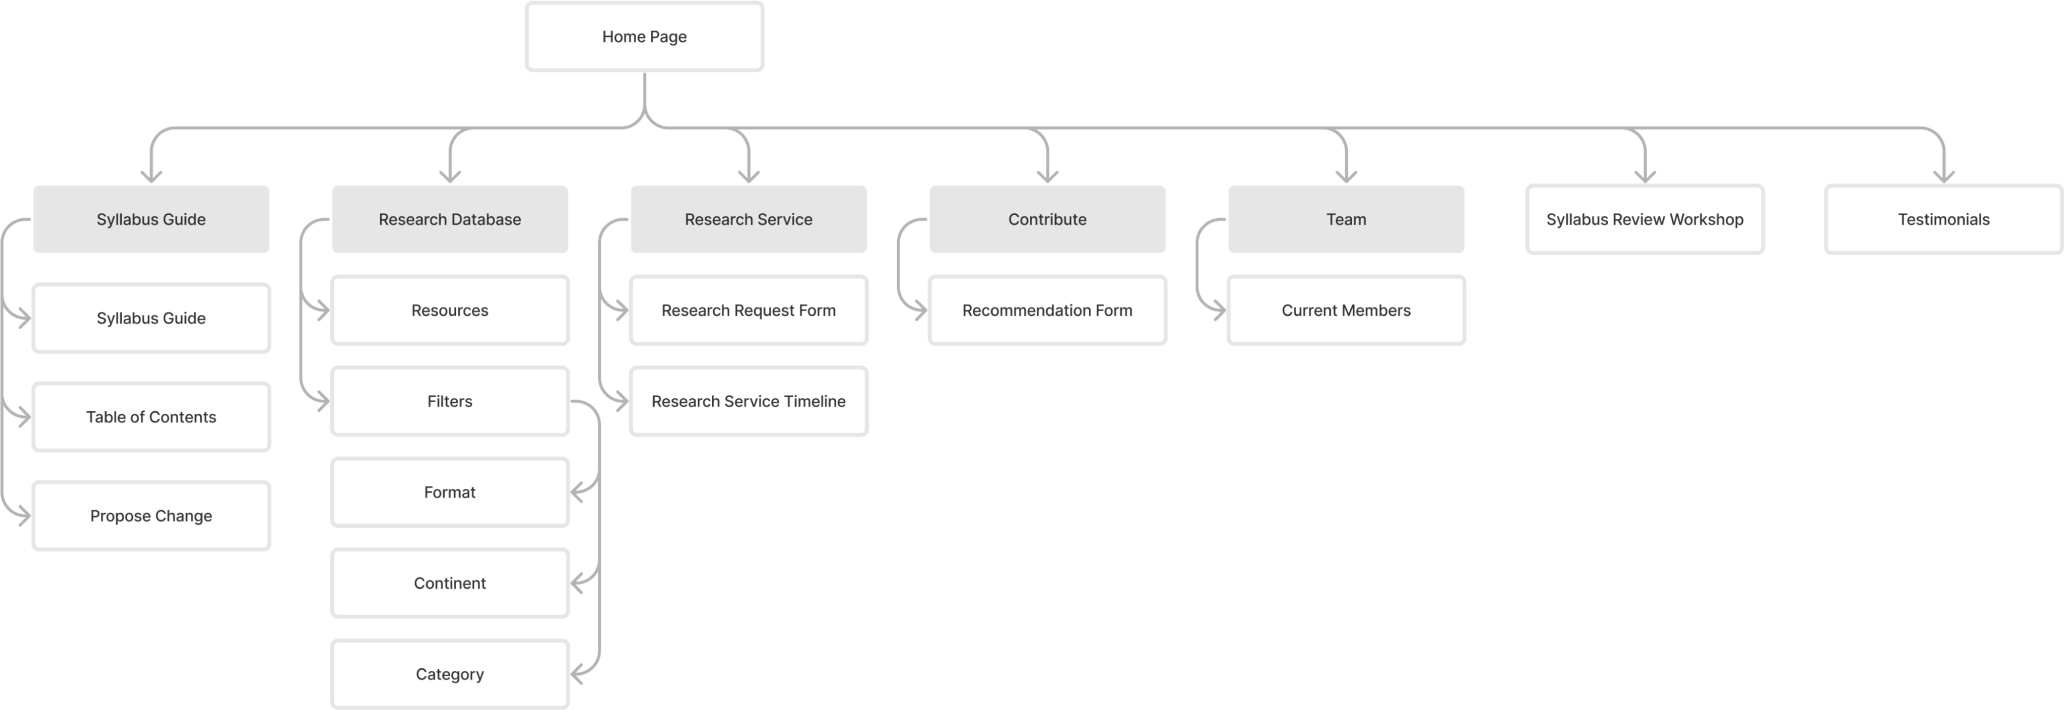 Home Page
Syllabus Guide
Research Database
Research Service
Contribute
Team
Syllabus Review Workshop
Testimonials
Syllabus Guide
Table of Contents
Propose Change
Resources
Filters
Format
Continent
Category
Research Request Form
Research Service Timeline
Recommendation Form
Current Members